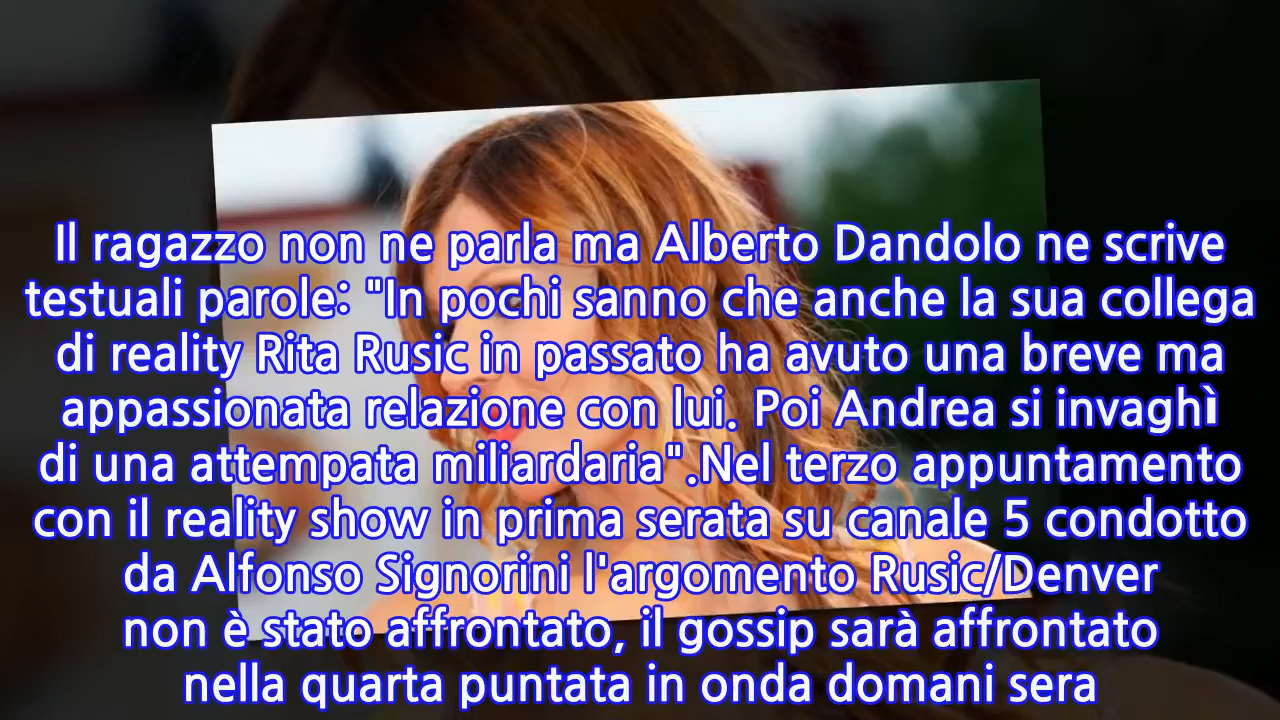 Il ragazzo non ne parla ma Alberto Dandolo ne scrive
testuali parole: "In pochi sanno che anche la sua collega
di reality Rita Rusic in passato ha avuto una breve ma
appassionata relazione con lui. Poi Andrea si invaghì
di una attempata miliardaria".Nel terzo appuntamento
con il reality show in prima serata su canale 5 condotto
da Alfonso Signorini l'argomento Rusic/Denver
non è stato affrontato, il gossip sarà affrontato
nella quarta puntata in onda domani sera